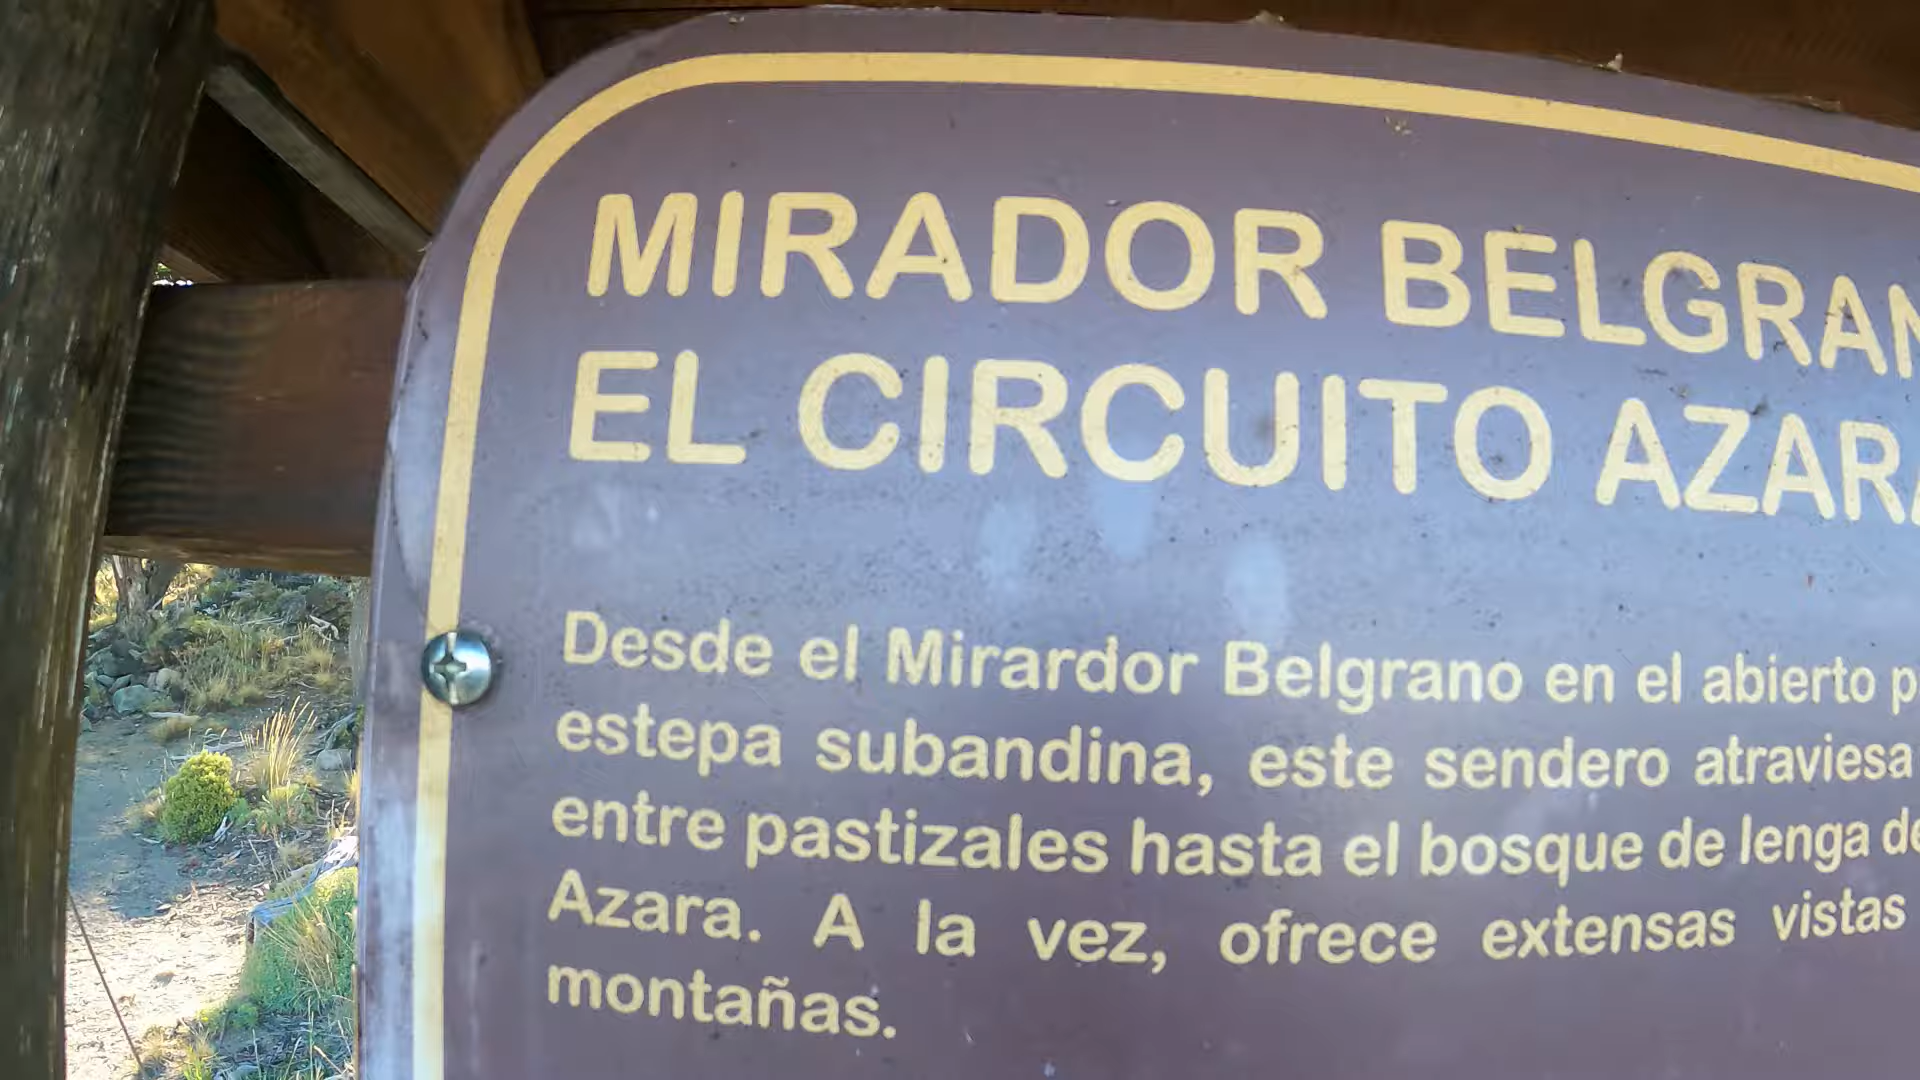 MIRADOR BELGRAN
EL CIRCUITO AZARA
Desde el Mirardor Belgrano en el abierto p
estepa subandina, este sendero atraviesa
entre pastizales hasta el bosque de lenga de
Azara. A la vez, ofrece extensas vistas
montañas.